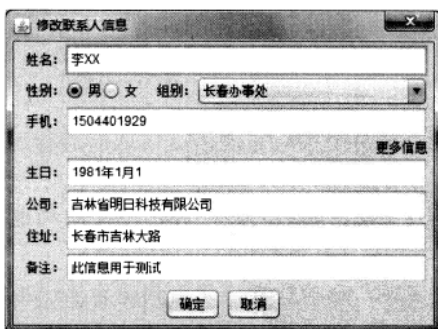 修改联系人信息
姓名： 李XX
性别： 男 女 组别： 长春办事处
手机： 1504401929
更多信息
生日： 1981年1月1
公司： 吉林省明日科技有限公司
住址： 长春市吉林大路
备注： 此信息用于测试
确定 取消